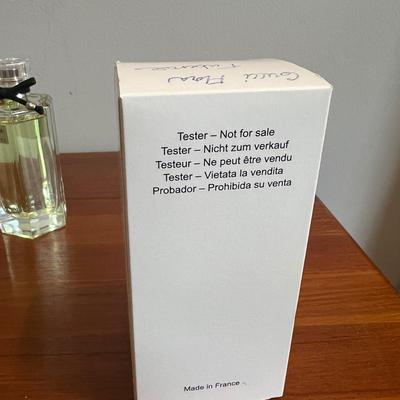 Gucci Flora
Tuberose
Tester – Not for sale
Tester – Nicht zum verkauf
Testeur – Ne peut être vendu
Tester – Vietata la vendita
Probador – Prohibida su venta
Made in France